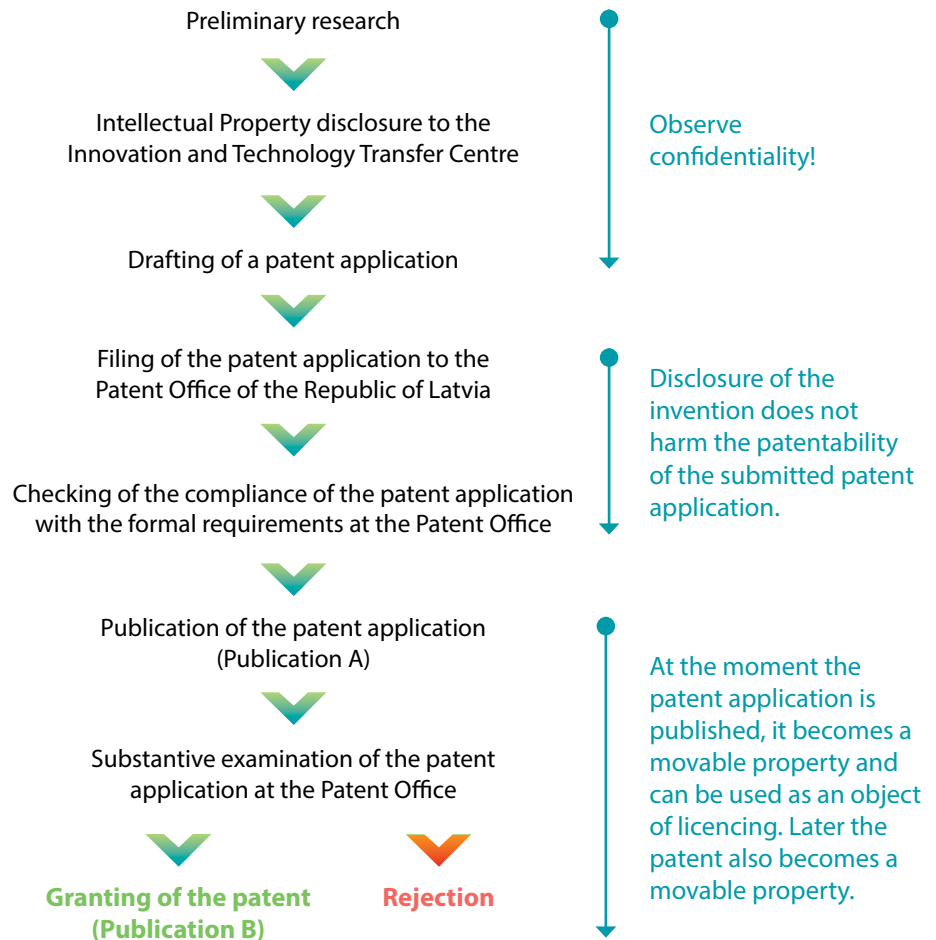 Preliminary research
Intellectual Property disclosure to the
Innovation and Technology Transfer Centre
Drafting of a patent application
Observe
confidentiality!
Filing of the patent application to the
Patent Office of the Republic of Latvia
Checking of the compliance of the patent application
with the formal requirements at the Patent Office
Disclosure of the
invention does not
harm the patentability
of the submitted patent
application.
Publication of the patent application
(Publication A)
Substantive examination of the patent
application at the Patent Office
Granting of the patent
(Publication B)
Rejection
At the moment the
patent application is
published, it becomes a
movable property and
can be used as an object
of licencing. Later the
patent also becomes a
movable property.